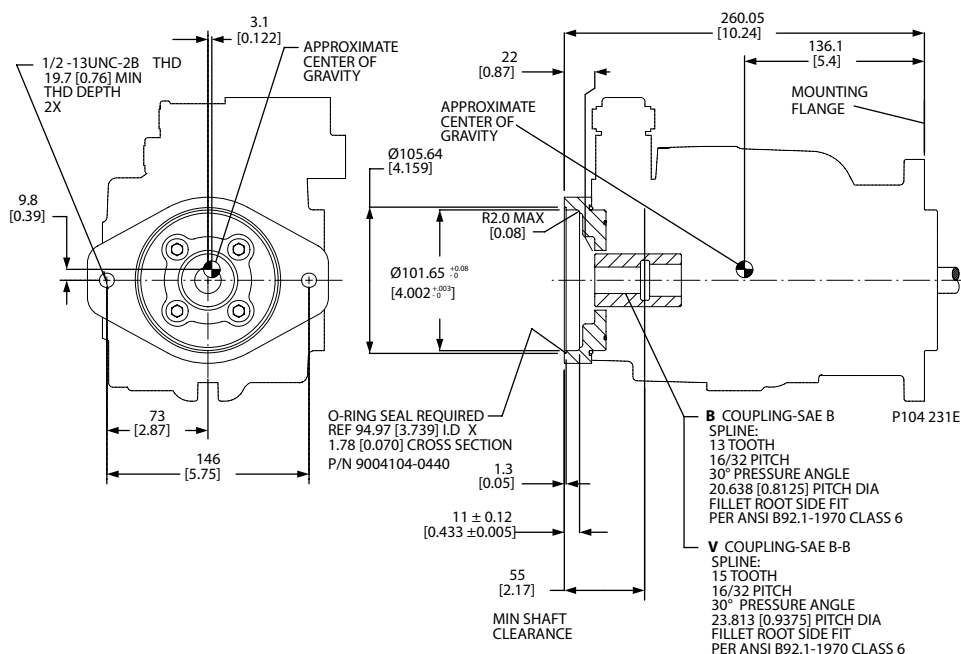 3.1
[0.122]
APPROXIMATE
CENTER OF
GRAVITY
1/2 -13UNC-2B THD
19.7 [0.76] MIN
THD DEPTH
2X
9.8
[0.39]
73
[2.87]
146
[5.75]
260.05
[10.24]
136.1
[5.4]
22
[0.87]
MOUNTING
FLANGE
APPROXIMATE
CENTER OF
GRAVITY
Ø105.64
[4.159]
R2.0 MAX
[0.08]
Ø101.65 +0.08 -0
[4.002 +.003 -0]
O-RING SEAL REQUIRED
REF 94.97 [3.739] I.D X
1.78 [0.070] CROSS SECTION
P/N 9004104-0440
1.3
[0.05]
11 ± 0.12
[0.433 ±0.005]
55
[2.17]
MIN SHAFT
CLEARANCE
B COUPLING-SAE B
SPLINE:
13 TOOTH
16/32 PITCH
30° PRESSURE ANGLE
20.638 [0.8125] PITCH DIA
FILLET ROOT SIDE FIT
PER ANSI B92.1-1970 CLASS 6
P104 231E
V COUPLING-SAE B-B
SPLINE:
15 TOOTH
16/32 PITCH
30° PRESSURE ANGLE
23.813 [0.9375] PITCH DIA
FILLET ROOT SIDE FIT
PER ANSI B92.1-1970 CLASS 6